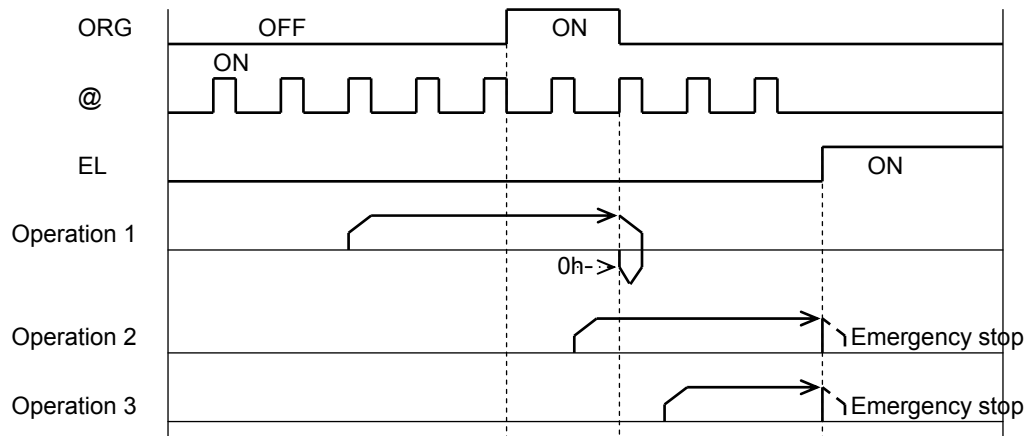 ORG OFF ON
ON
@
EL ON
Operation 1
0h
Operation 2 Emergency stop
Operation 3 Emergency stop